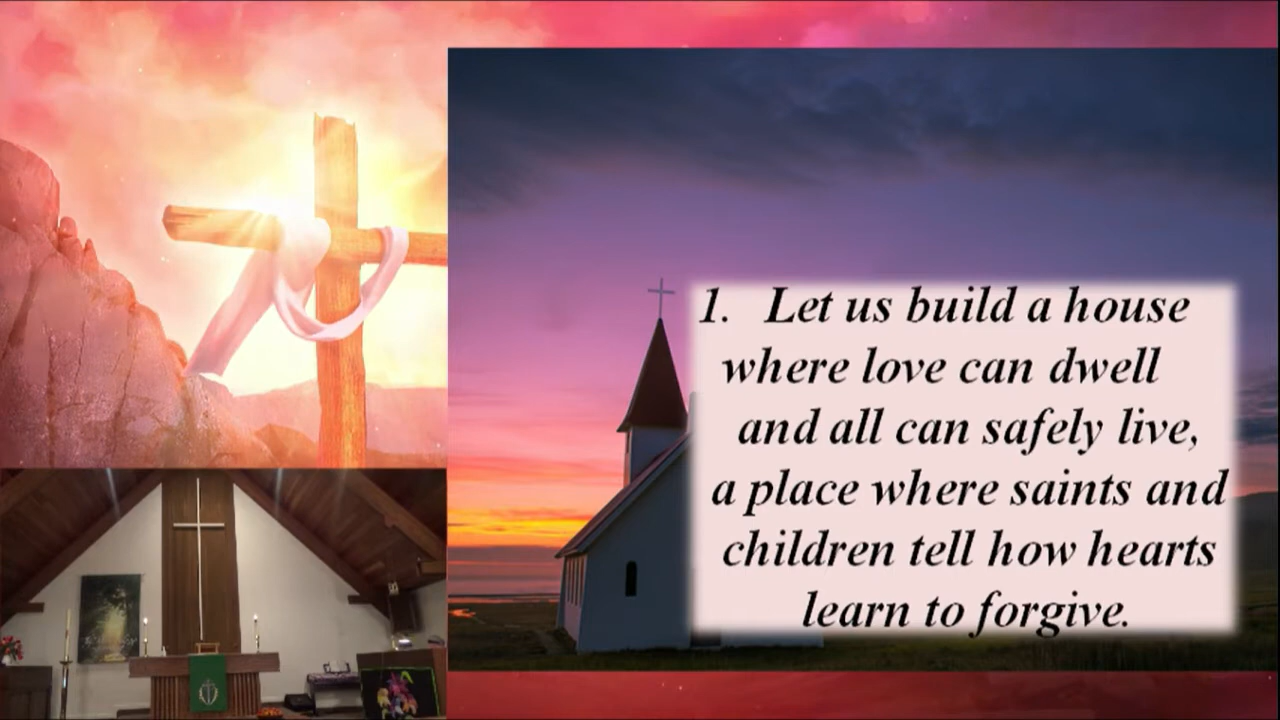 1. Let us build a house
where love can dwell
and all can safely live,
a place where saints and
children tell how hearts
learn to forgive.